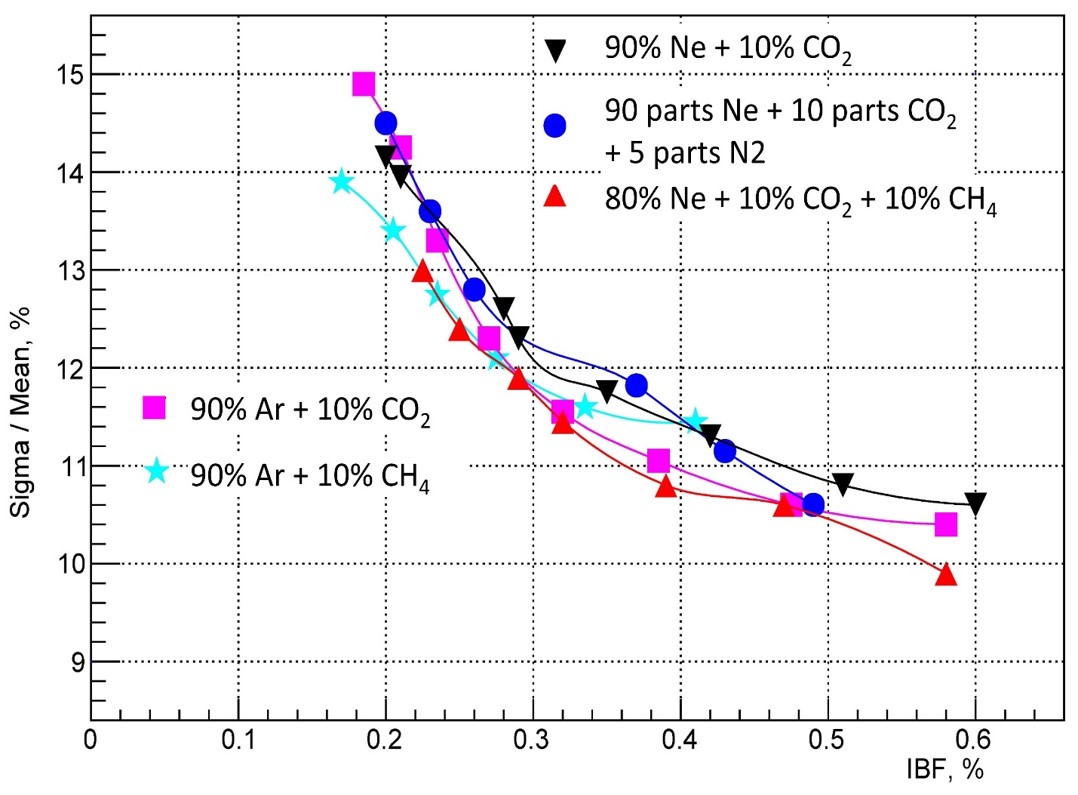 90% Ne + 10% CO₂
90 parts Ne + 10 parts CO₂
+ 5 parts N2
80% Ne + 10% CO₂ + 10% CH₄
90% Ar + 10% CO₂
90% Ar + 10% CH₄
Sigma / Mean, %
15
14
13
12
11
10
9
0 0.1 0.2 0.3 0.4 0.5 0.6
IBF, %